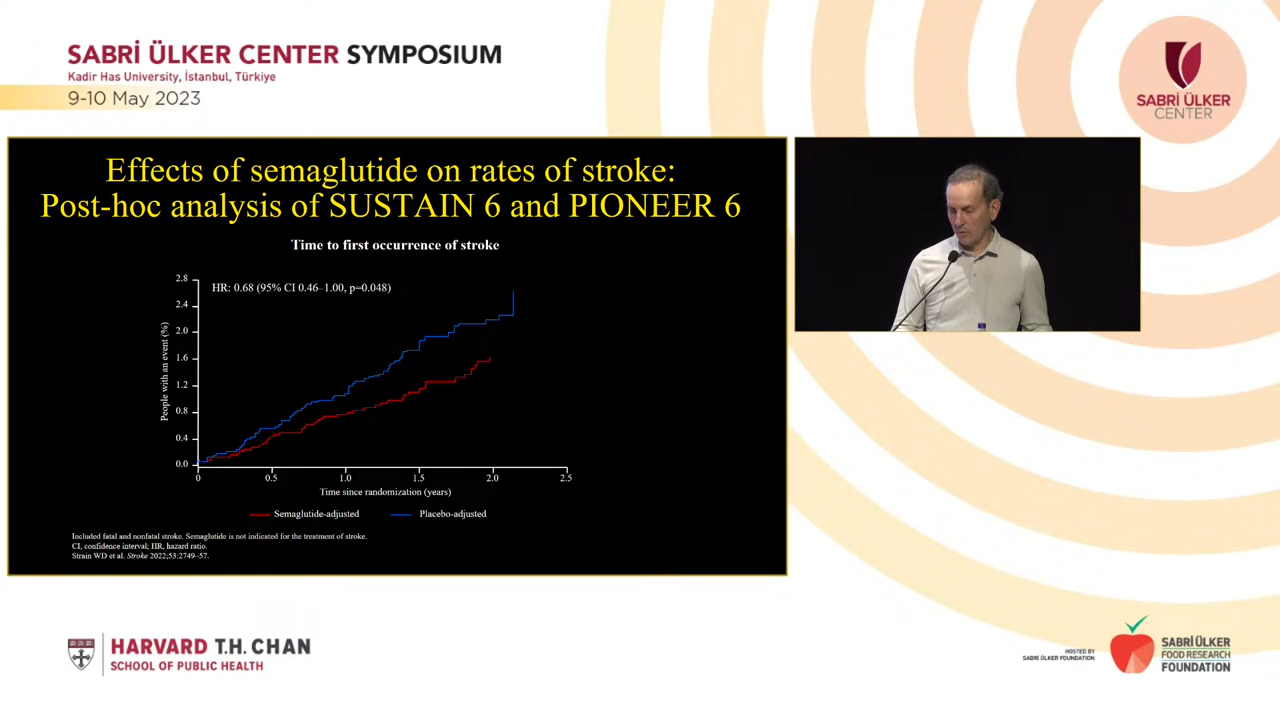 SABRİ ÜLKER CENTER SYMPOSIUM
Kadir Has University, İstanbul, Türkiye
9-10 May 2023
SABRİ ÜLKER
CENTER
Effects of semaglutide on rates of stroke:
Post-hoc analysis of SUSTAIN 6 and PIONEER 6
Time to first occurrence of stroke
HR: 0.68 (95% CI 0.46–1.00, p=0.048)
People with an event (%)
2.8
2.4
2.0
1.6
1.2
0.8
0.4
0.0
0 0.5 1.0 1.5 2.0 2.5
Time since randomization (years)
Semaglutide-adjusted Placebo-adjusted
Included fatal and nonfatal stroke. Semaglutide is not indicated for the treatment of stroke.
CI, confidence interval; HR, hazard ratio.
Strain WD et al. Stroke 2022;53:2749–57.
HARVARD T.H. CHAN
SCHOOL OF PUBLIC HEALTH
HOSTED BY
SABRİ ÜLKER FOUNDATION
SABRİ ÜLKER
FOOD RESEARCH
FOUNDATION